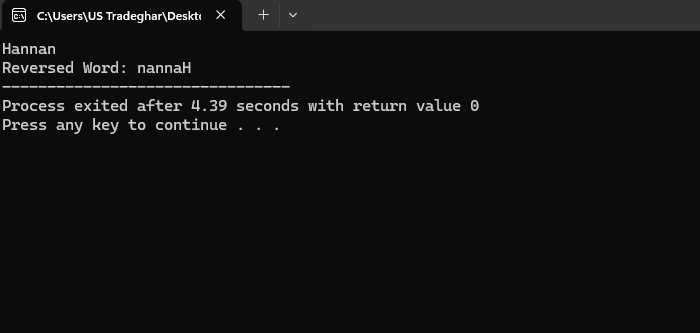 C:\Users\US Tradeghar\Deskto
Hannan
Reversed Word: nannaH
--------------------------------
Process exited after 4.39 seconds with return value 0
Press any key to continue . . .